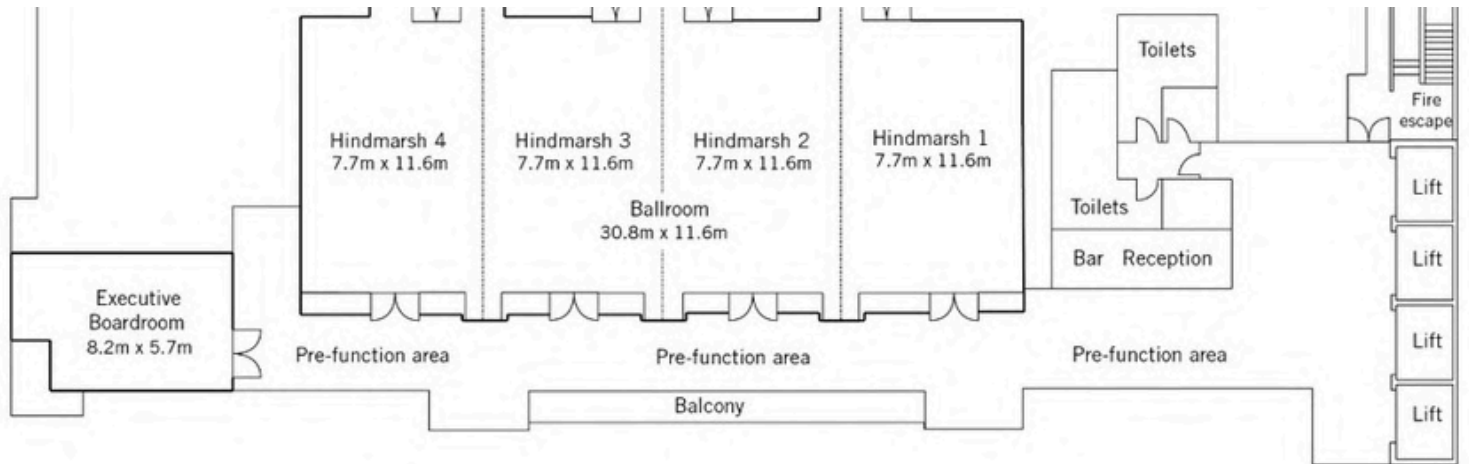 Toilets
Fire
escape
Hindmarsh 4
7.7m x 11.6m
Hindmarsh 3
7.7m x 11.6m
Hindmarsh 2
7.7m x 11.6m
Hindmarsh 1
7.7m x 11.6m
Lift
Ballroom
30.8m x 11.6m
Toilets
Bar Reception
Lift
Executive
Boardroom
8.2m x 5.7m
Lift
Pre-function area
Pre-function area
Pre-function area
Balcony
Lift